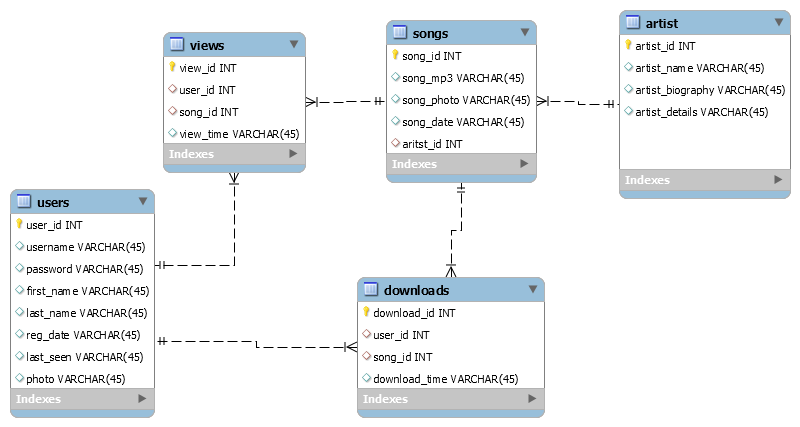 views
view_id INT
user_id INT
song_id INT
view_time VARCHAR(45)
Indexes
songs
song_id INT
song_mp3 VARCHAR(45)
song_photo VARCHAR(45)
song_date VARCHAR(45)
aritst_id INT
Indexes
artist
artist_id INT
artist_name VARCHAR(45)
artist_biography VARCHAR(45)
artist_details VARCHAR(45)
Indexes
users
user_id INT
username VARCHAR(45)
password VARCHAR(45)
first_name VARCHAR(45)
last_name VARCHAR(45)
reg_date VARCHAR(45)
last_seen VARCHAR(45)
photo VARCHAR(45)
Indexes
downloads
download_id INT
user_id INT
song_id INT
download_time VARCHAR(45)
Indexes